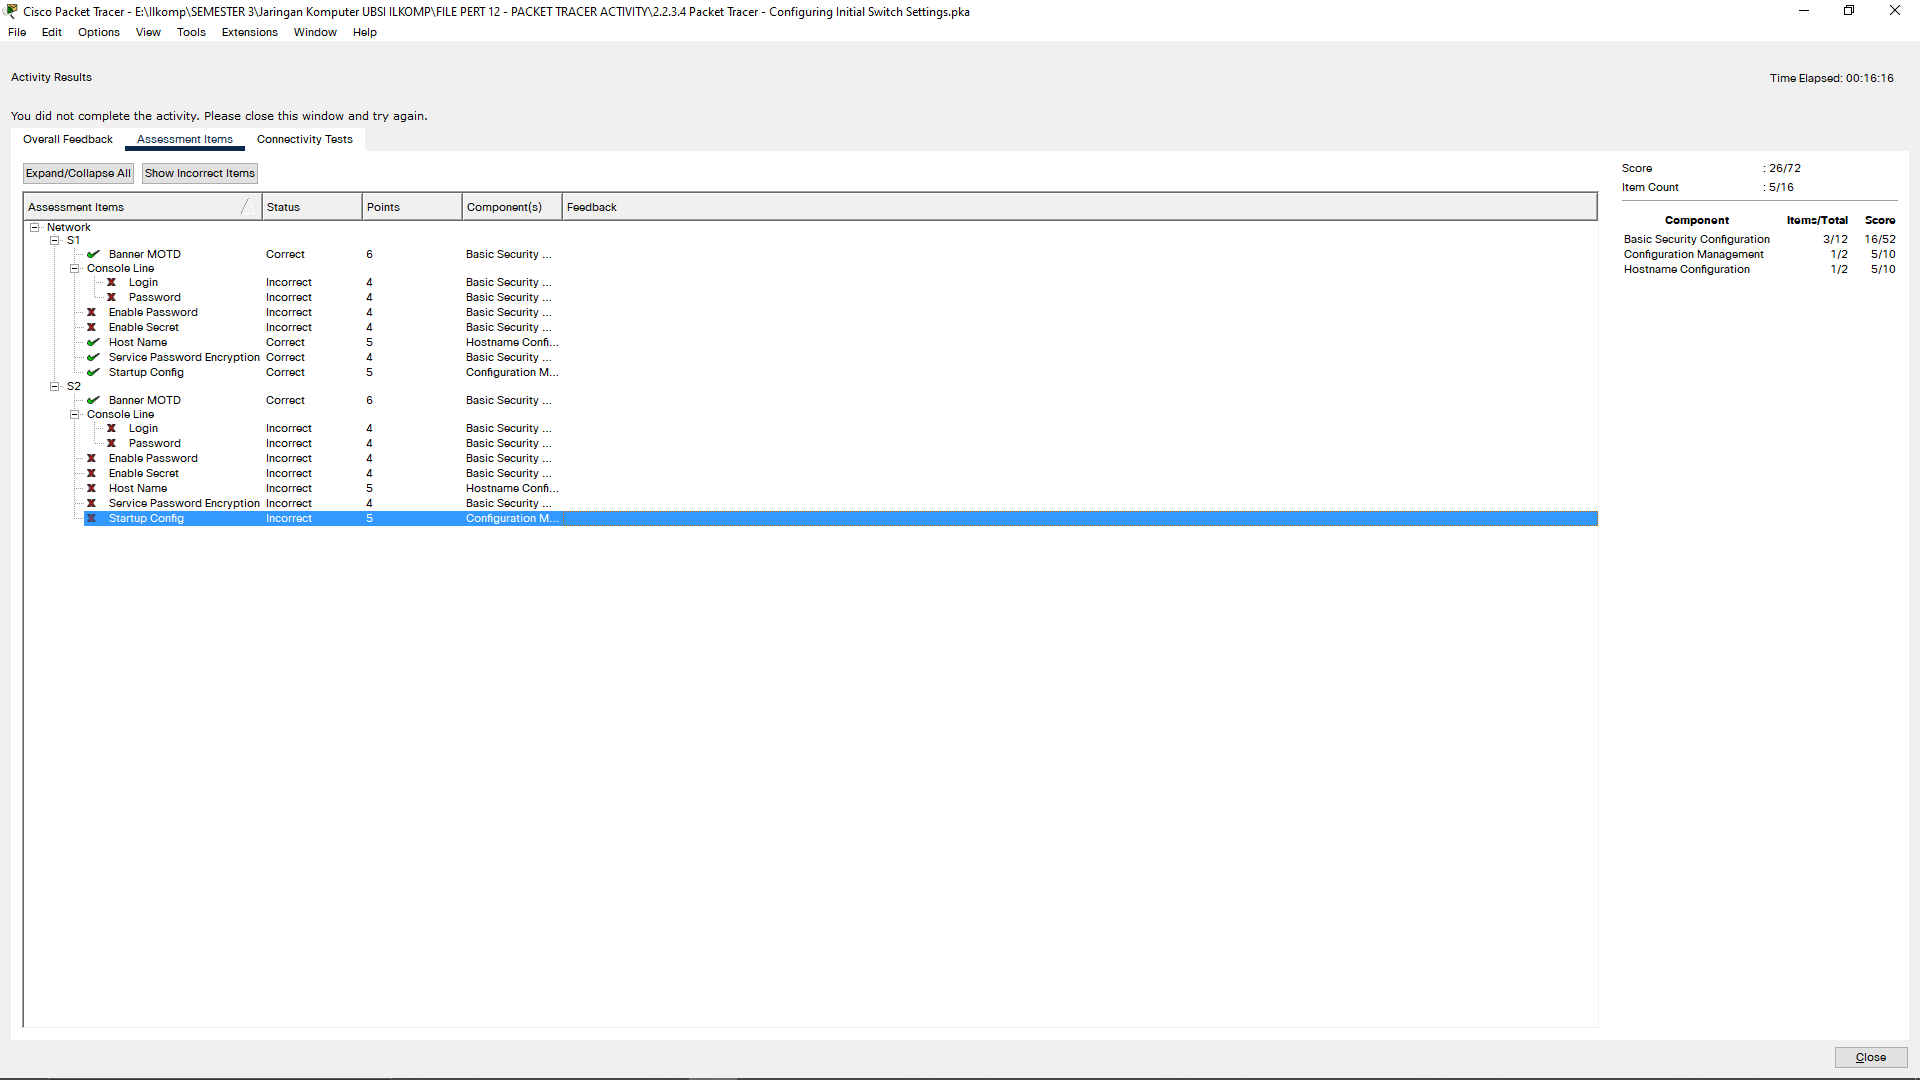 Cisco Packet Tracer - E:\Ilkomp\SEMESTER 3\Jaringan Komputer UBSI ILKOMP\FILE PERT 12 - PACKET TRACER ACTIVITY\2.2.3.4 Packet Tracer - Configuring Initial Switch Settings.pka
File Edit Options View Tools Extensions Window Help
Activity Results
Time Elapsed: 00:16:16
You did not complete the activity. Please close this window and try again.
Overall Feedback Assessment Items Connectivity Tests
Expand/Collapse All Show Incorrect Items
Assessment Items Status Points Component(s) Feedback
Network
S1
Banner MOTD Correct 6 Basic Security ...
Console Line
Login Incorrect 4 Basic Security ...
Password Incorrect 4 Basic Security ...
Enable Password Incorrect 4 Basic Security ...
Enable Secret Incorrect 4 Basic Security ...
Host Name Correct 5 Hostname Confi...
Service Password Encryption Correct 4 Basic Security ...
Startup Config Correct 5 Configuration M...
S2
Banner MOTD Correct 6 Basic Security ...
Console Line
Login Incorrect 4 Basic Security ...
Password Incorrect 4 Basic Security ...
Enable Password Incorrect 4 Basic Security ...
Enable Secret Incorrect 4 Basic Security ...
Host Name Incorrect 5 Hostname Confi...
Service Password Encryption Incorrect 4 Basic Security ...
Startup Config Incorrect 5 Configuration M...
Score : 26/72
Item Count : 5/16
Component Items/Total Score
Basic Security Configuration 3/12 16/52
Configuration Management 1/2 5/10
Hostname Configuration 1/2 5/10
Close